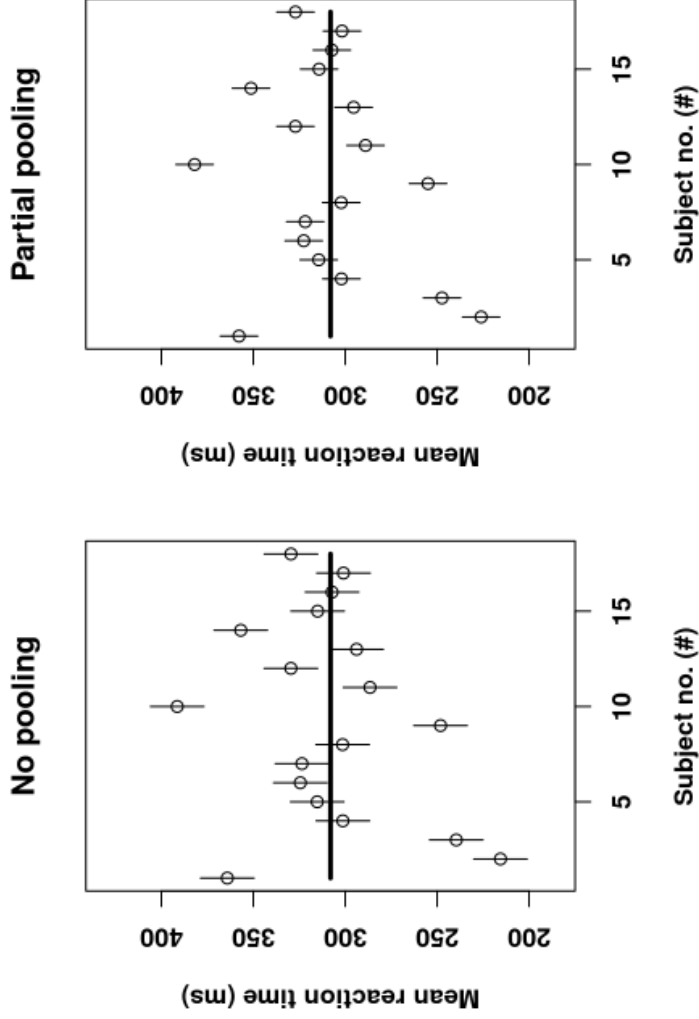 No pooling
Mean reaction time (ms)
200 250 300 350 400
5 10 15
Subject no. (#)
Partial pooling
Mean reaction time (ms)
200 250 300 350 400
5 10 15
Subject no. (#)